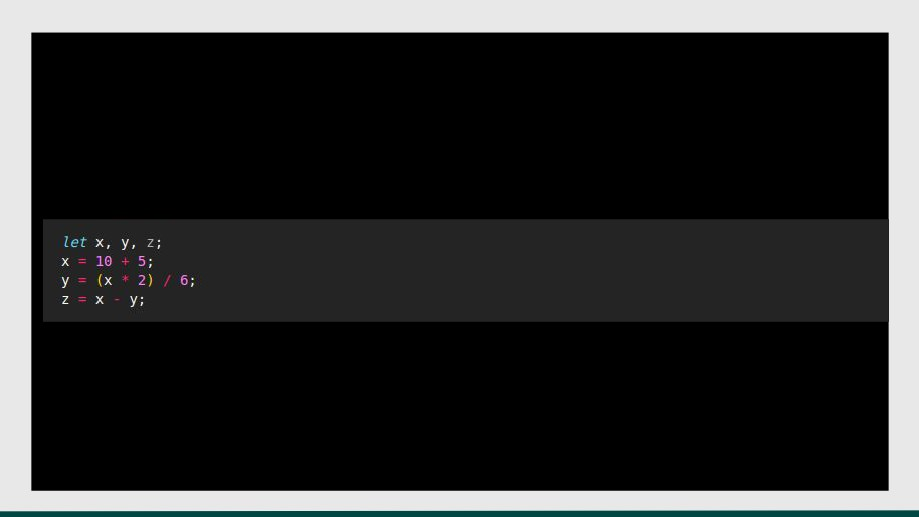 let x, y, z;
x = 10 + 5;
y = (x * 2) / 6;
z = x - y;